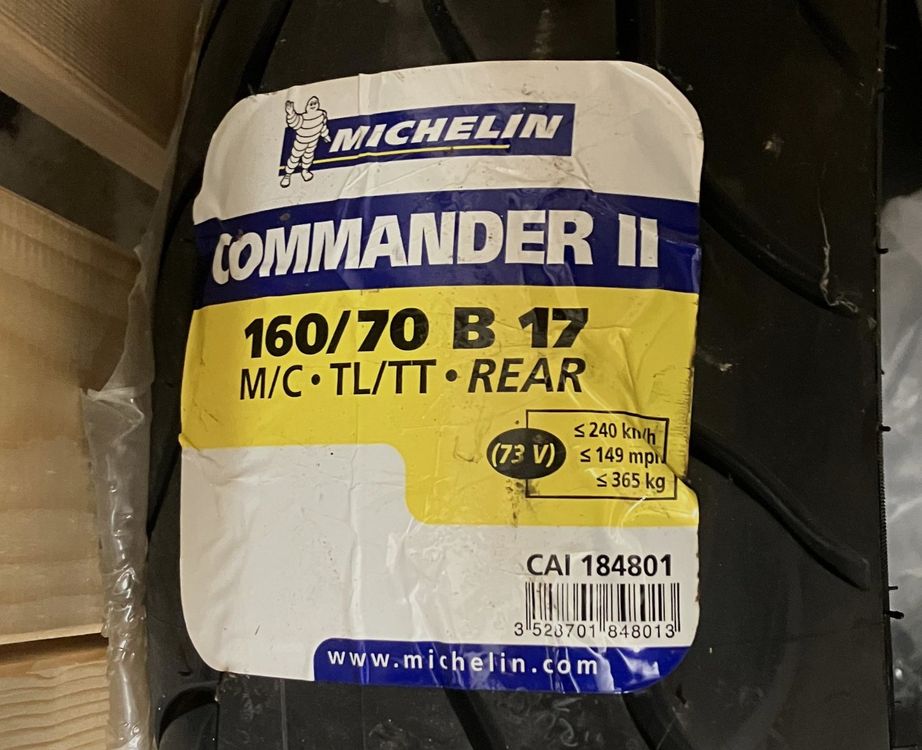 MICHELIN
COMMANDER II
160/70 B 17
M/C • TL/TT • REAR
(73 V)
≤ 240 km/h
≤ 149 mph
≤ 365 kg
CAI 184801
3 528701 848013
www.michelin.com